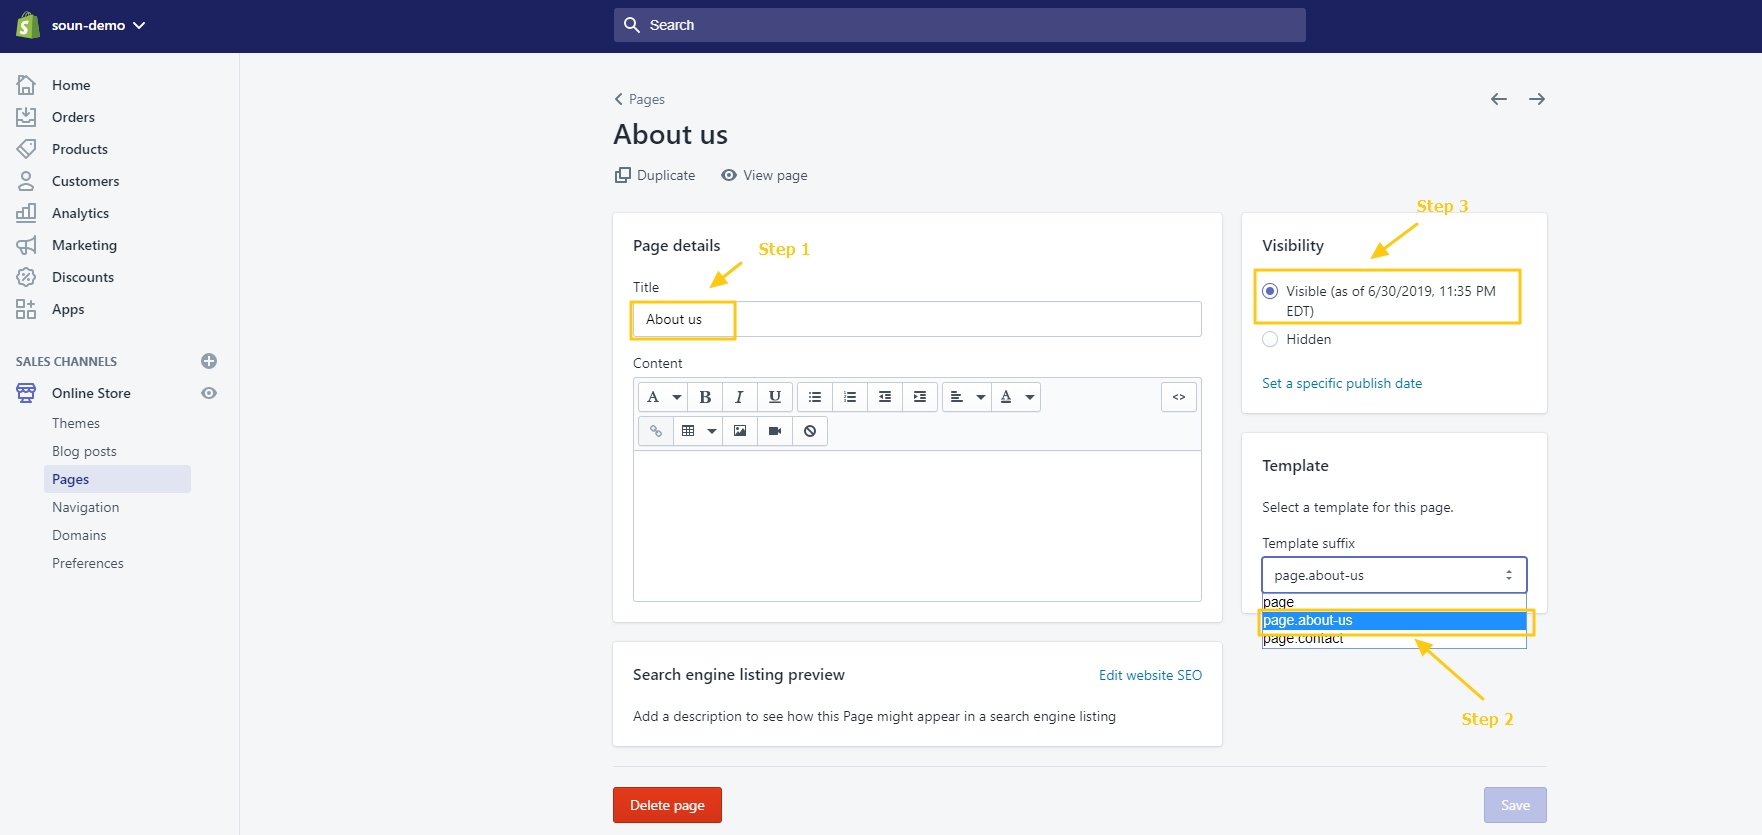 soun-demo
Search
Home
Orders
Products
Customers
Analytics
Marketing
Discounts
Apps
SALES CHANNELS
Online Store
Themes
Blog posts
Pages
Navigation
Domains
Preferences
Pages
About us
Duplicate
View page
Page details
Step 1
Title
About us
Content
A
B
I
U
A
<>
Search engine listing preview
Edit website SEO
Add a description to see how this Page might appear in a search engine listing
Step 3
Visibility
Visible (as of 6/30/2019, 11:35 PM
EDT)
Hidden
Set a specific publish date
Template
Select a template for this page.
Template suffix
page.about-us
page
page.about-us
page.contact
Step 2
Delete page
Save